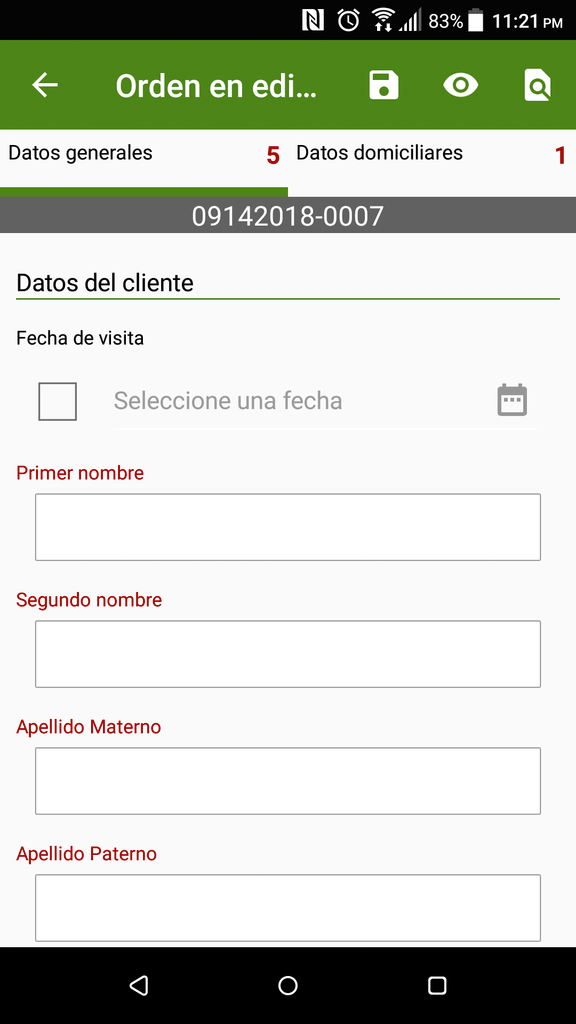 83% 11:21 PM
Orden en edi...
Datos generales 5 Datos domiciliares 1
09142018-0007
Datos del cliente
Fecha de visita
Seleccione una fecha
Primer nombre
Segundo nombre
Apellido Materno
Apellido Paterno